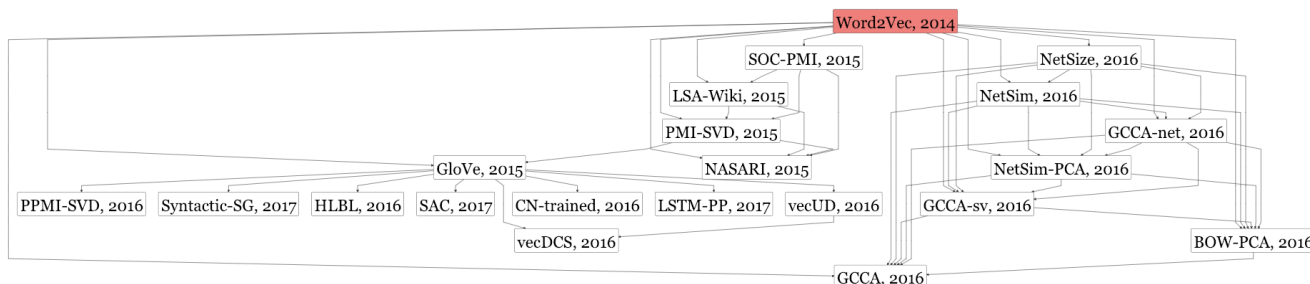 Word2Vec, 2014
SOC-PMI, 2015
NetSize, 2016
LSA-Wiki, 2015
NetSim, 2016
PMI-SVD, 2015
GCCA-net, 2016
GloVe, 2015
NASARI, 2015
NetSim-PCA, 2016
PPMI-SVD, 2016
Syntactic-SG, 2017
HLBL, 2016
SAC, 2017
CN-trained, 2016
LSTM-PP, 2017
vecUD, 2016
GCCA-sv, 2016
vecDCS, 2016
BOW-PCA, 2016
GCCA, 2016